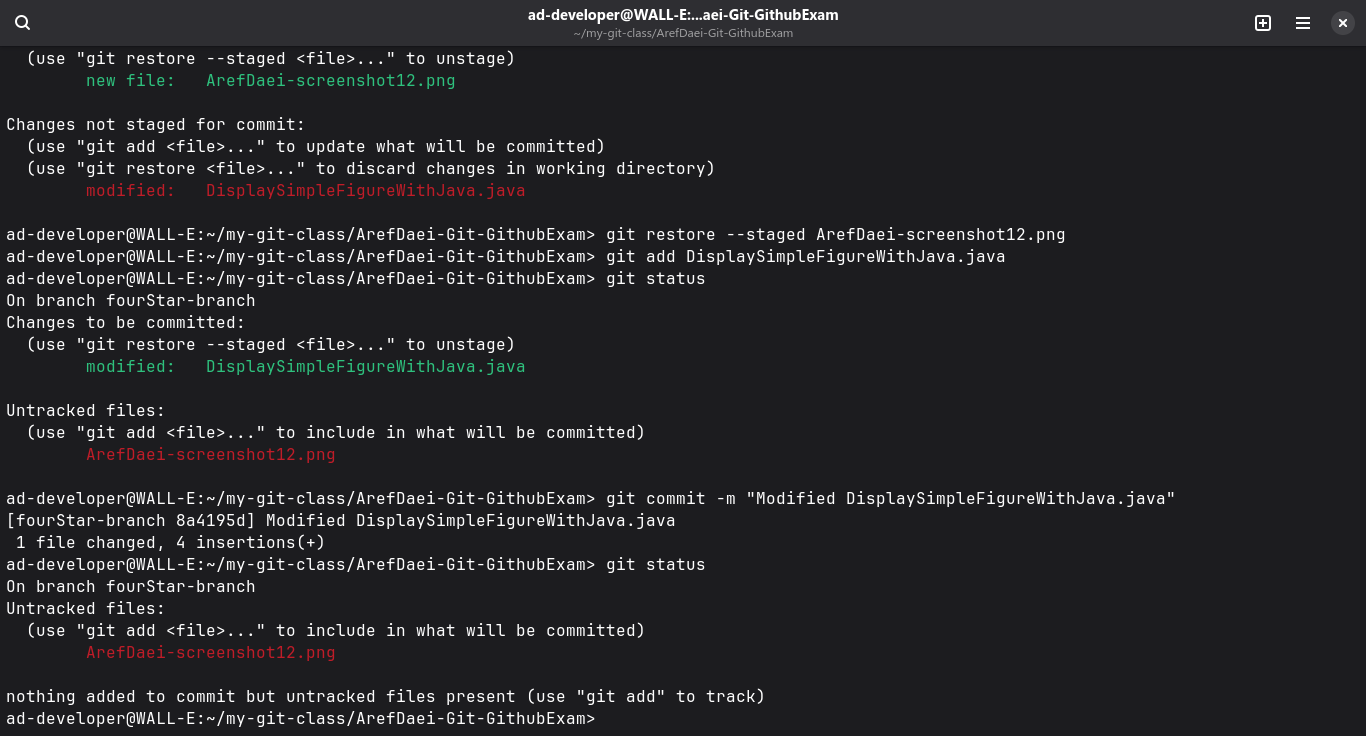 ad-developer@WALL-E:...aei-Git-GithubExam
~/my-git-class/ArefDaei-Git-GithubExam
(use "git restore --staged <file>..." to unstage)
new file:   ArefDaei-screenshot12.png
Changes not staged for commit:
(use "git add <file>..." to update what will be committed)
(use "git restore <file>..." to discard changes in working directory)
modified:   DisplaySimpleFigureWithJava.java
ad-developer@WALL-E:~/my-git-class/ArefDaei-Git-GithubExam> git restore --staged ArefDaei-screenshot12.png
ad-developer@WALL-E:~/my-git-class/ArefDaei-Git-GithubExam> git add DisplaySimpleFigureWithJava.java
ad-developer@WALL-E:~/my-git-class/ArefDaei-Git-GithubExam> git status
On branch fourStar-branch
Changes to be committed:
(use "git restore --staged <file>..." to unstage)
modified:   DisplaySimpleFigureWithJava.java
Untracked files:
(use "git add <file>..." to include in what will be committed)
ArefDaei-screenshot12.png
ad-developer@WALL-E:~/my-git-class/ArefDaei-Git-GithubExam> git commit -m "Modified DisplaySimpleFigureWithJava.java"
[fourStar-branch 8a4195d] Modified DisplaySimpleFigureWithJava.java
1 file changed, 4 insertions(+)
ad-developer@WALL-E:~/my-git-class/ArefDaei-Git-GithubExam> git status
On branch fourStar-branch
Untracked files:
(use "git add <file>..." to include in what will be committed)
ArefDaei-screenshot12.png
nothing added to commit but untracked files present (use "git add" to track)
ad-developer@WALL-E:~/my-git-class/ArefDaei-Git-GithubExam>